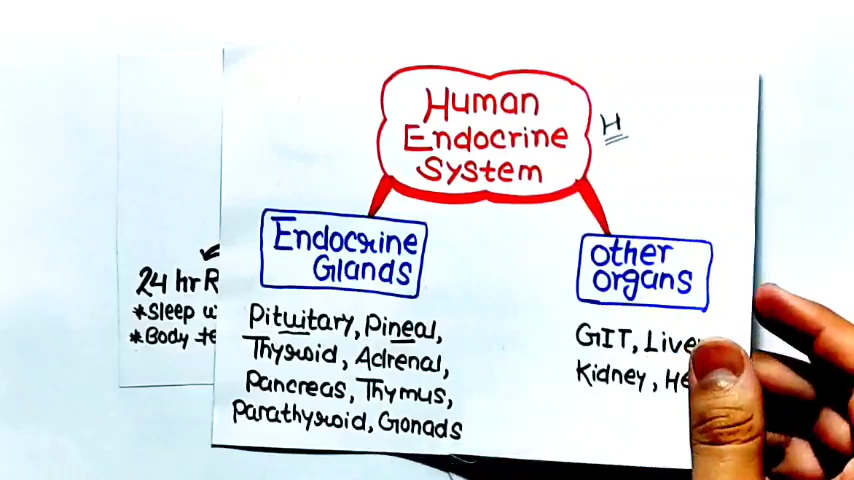 Human
Endocrine
System
H
Endocrine
Glands
other
organs
Pituitary, Pineal,
Thyroid, Adrenal,
Pancreas, Thymus,
Parathyroid, Gonads
GIT,
Kidney,
24 hr
*Sleep
*Body